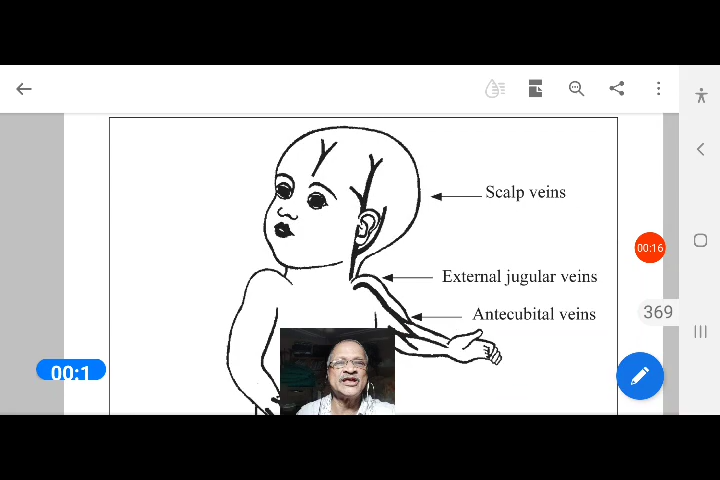 Scalp veins
00:16
External jugular veins
369
Antecubital veins
00:1